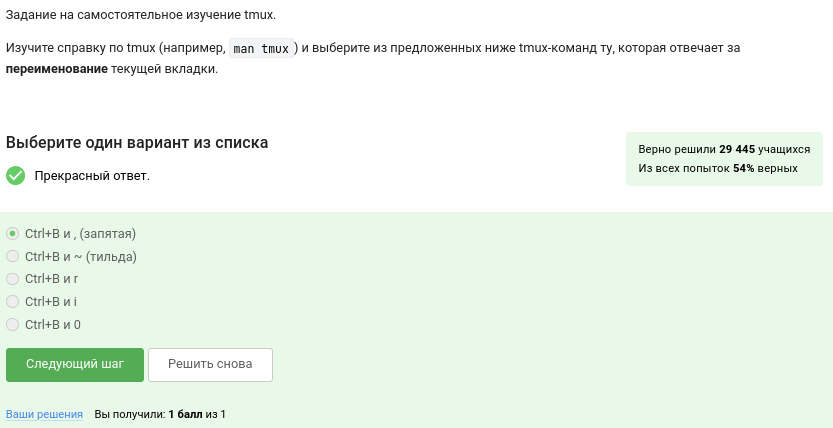 Задание на самостоятельное изучение tmux.
Изучите справку по tmux (например, man tmux ) и выберите из предложенных ниже tmux-команд ту, которая отвечает за
переименование текущей вкладки.
Выберите один вариант из списка
Верно решили 29 445 учащихся
Из всех попыток 54% верных
Прекрасный ответ.
Ctrl+B и , (запятая)
Ctrl+B и ~ (тильда)
Ctrl+B и r
Ctrl+B и i
Ctrl+B и 0
Следующий шаг
Решить снова
Ваши решения Вы получили: 1 балл из 1